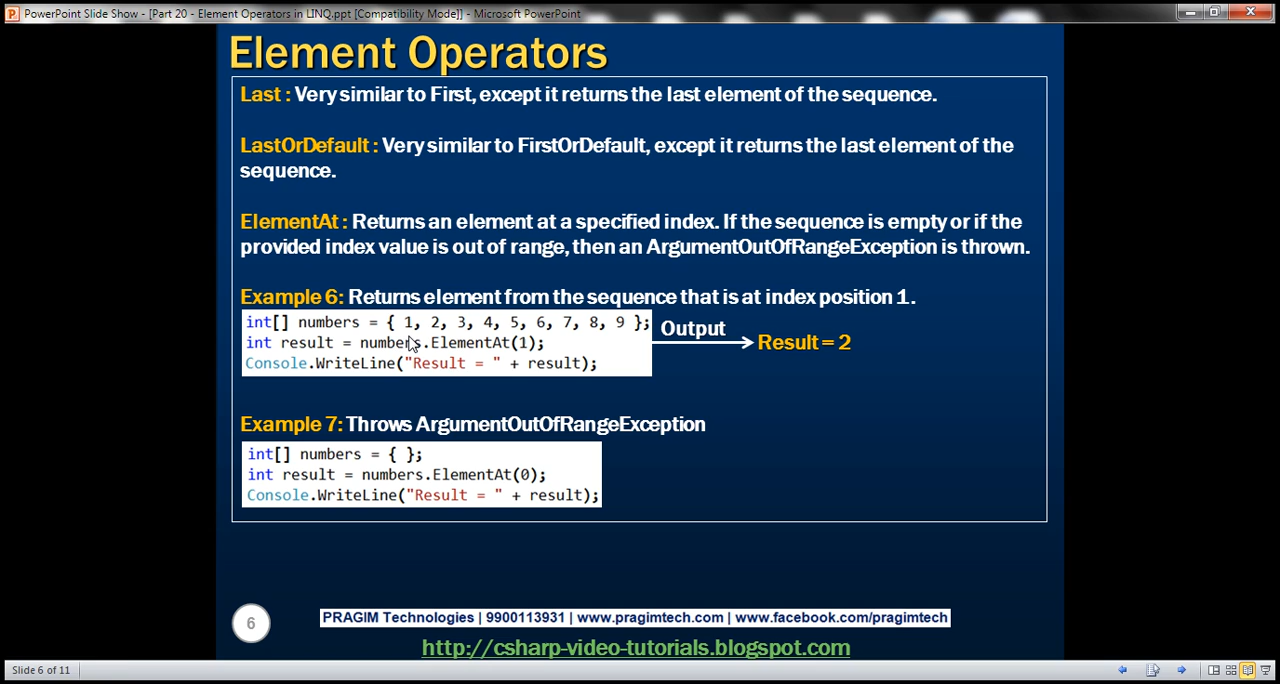 PowerPoint Slide Show - [Part 20 - Element Operators in LINQ.ppt [Compatibility Mode]] - Microsoft PowerPoint
Element Operators
Last : Very similar to First, except it returns the last element of the sequence.
LastOrDefault : Very similar to FirstOrDefault, except it returns the last element of the
sequence.
ElementAt : Returns an element at a specified index. If the sequence is empty or if the
provided index value is out of range, then an ArgumentOutOfRangeException is thrown.
Example 6: Returns element from the sequence that is at index position 1.
int[] numbers = { 1, 2, 3, 4, 5, 6, 7, 8, 9 };
int result = numbers.ElementAt(1);
Console.WriteLine("Result = " + result);
Output
Result = 2
Example 7: Throws ArgumentOutOfRangeException
int[] numbers = { };
int result = numbers.ElementAt(0);
Console.WriteLine("Result = " + result);
6
PRAGIM Technologies | 9900113931 | www.pragimtech.com | www.facebook.com/pragimtech
http://csharp-video-tutorials.blogspot.com
Slide 6 of 11